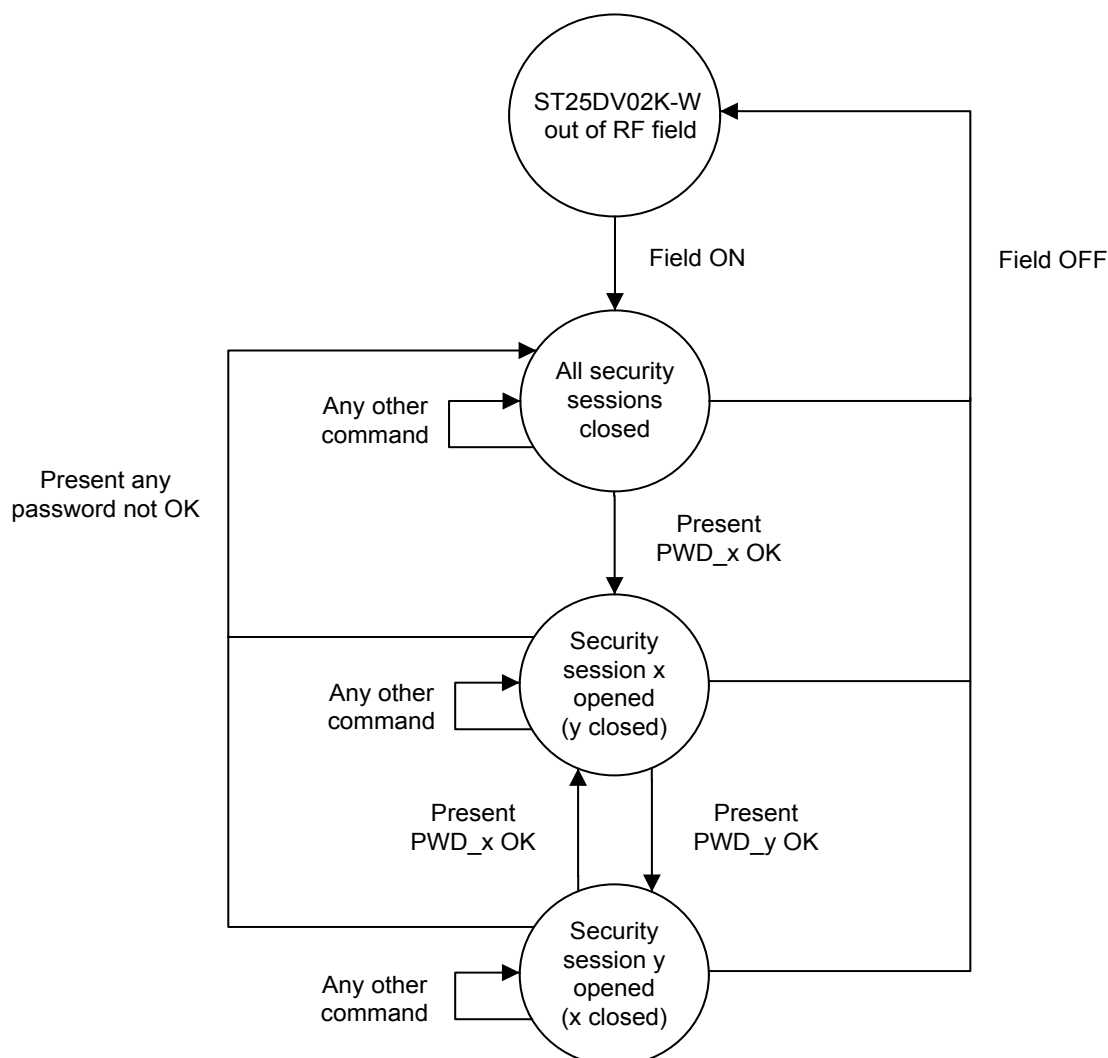 ST25DV02K-W
out of RF field
Field ON
Field OFF
All security
sessions
closed
Any other
command
Present any
password not OK
Present
PWD_x OK
Security
session x
opened
(y closed)
Any other
command
Present
PWD_x OK
Present
PWD_y OK
Security
session y
opened
(x closed)
Any other
command